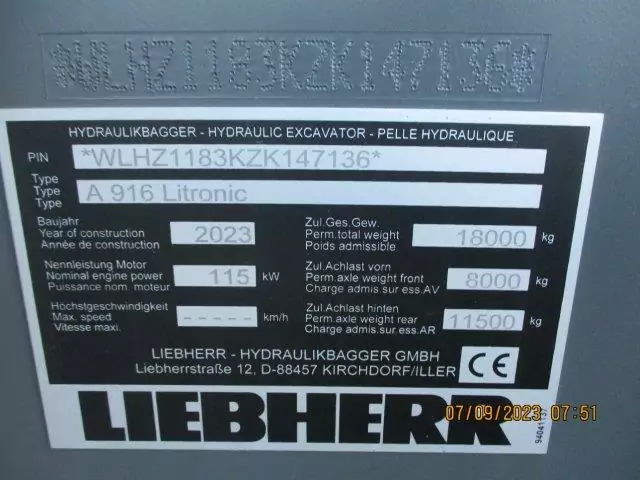 *WLHZ1183KZK147136*
HYDRAULIKBAGGER - HYDRAULIC EXCAVATOR - PELLE HYDRAULIQUE
PIN *WLHZ1183KZK147136*
Type
Type A 916 Litronic
Type
Baujahr
Year of construction 2023
Année de construction
Zul.Ges.Gew.
Perm.total weight 18000 kg
Poids admissible
Nennleistung Motor
Nominal engine power 115 kW
Puissance nom. moteur
Zul.Achlast vorn
Perm.axle weight front 8000 kg
Charge admis.sur ess.AV
Höchstgeschwindigkeit
Max. speed ----- km/h
Vitesse maxi.
Zul.Achlast hinten
Perm.axle weight rear 11500 kg
Charge admis.sur ess.AR
LIEBHERR - HYDRAULIKBAGGER GMBH
Liebherrstraße 12, D-88457 KIRCHDORF/ILLER
CE
LIEBHERR
07/09/2023 07:51